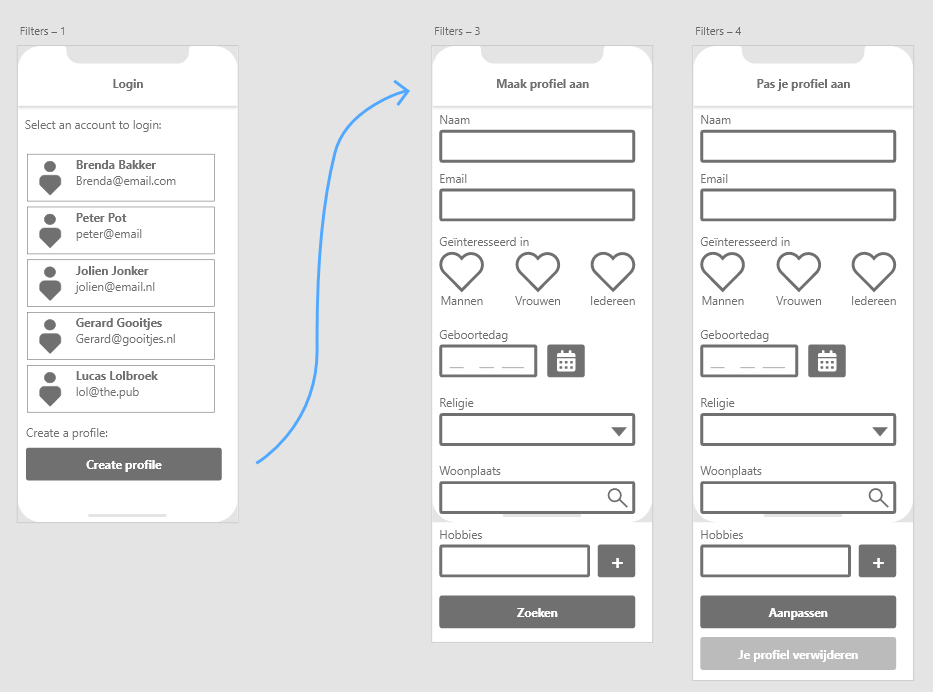 Filters – 1
Login
Select an account to login:
Brenda Bakker
Brenda@email.com
Peter Pot
peter@email
Jolien Jonker
jolien@email.nl
Gerard Gooitjes
Gerard@gooitjes.nl
Lucas Lolbroek
lol@the.pub
Create a profile:
Create profile
Filters – 3
Maak profiel aan
Naam
Email
Geïnteresseerd in
Mannen Vrouwen Iedereen
Geboortedag
Religie
Woonplaats
Hobbies
+
Zoeken
Filters – 4
Pas je profiel aan
Naam
Email
Geïnteresseerd in
Mannen Vrouwen Iedereen
Geboortedag
Religie
Woonplaats
Hobbies
+
Aanpassen
Je profiel verwijderen